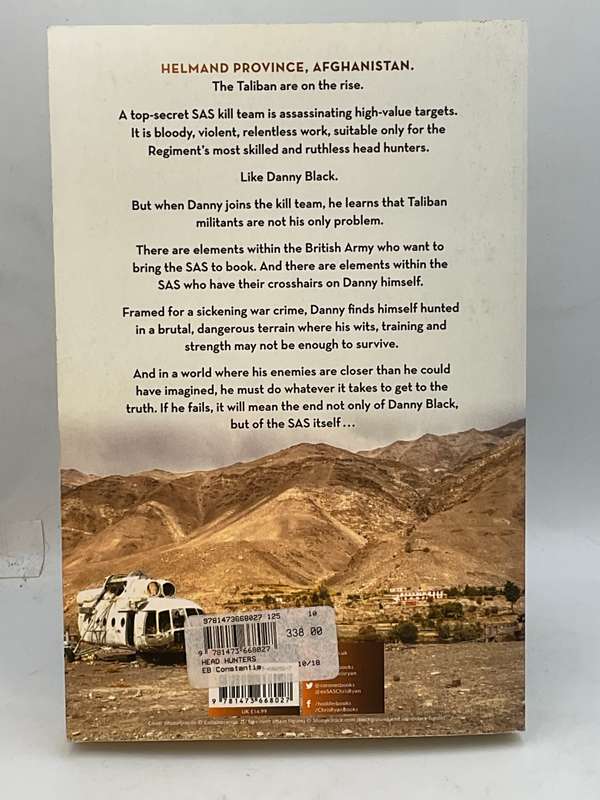 HELMAND PROVINCE, AFGHANISTAN.
The Taliban are on the rise.
A top-secret SAS kill team is assassinating high-value targets.
It is bloody, violent, relentless work, suitable only for the
Regiment's most skilled and ruthless head hunters.
Like Danny Black.
But when Danny joins the kill team, he learns that Taliban
militants are not his only problem.
There are elements within the British Army who want to
bring the SAS to book. And there are elements within the
SAS who have their crosshairs on Danny himself.
Framed for a sickening war crime, Danny finds himself hunted
in a brutal, dangerous terrain where his wits, training and
strength may not be enough to survive.
And in a world where his enemies are closer than he could
have imagined, he must do whatever it takes to get to the
truth. If he fails, it will mean the end not only of Danny Black,
but of the SAS itself ...
9781473668027 125 10
338.00
9 781473 668027
HEAD HUNTERS
EB Constantia
10/18
9 781473 668027
UK £14.99
@exSASChrisRyan
/hodderbooks
/ChrisRyanBooks